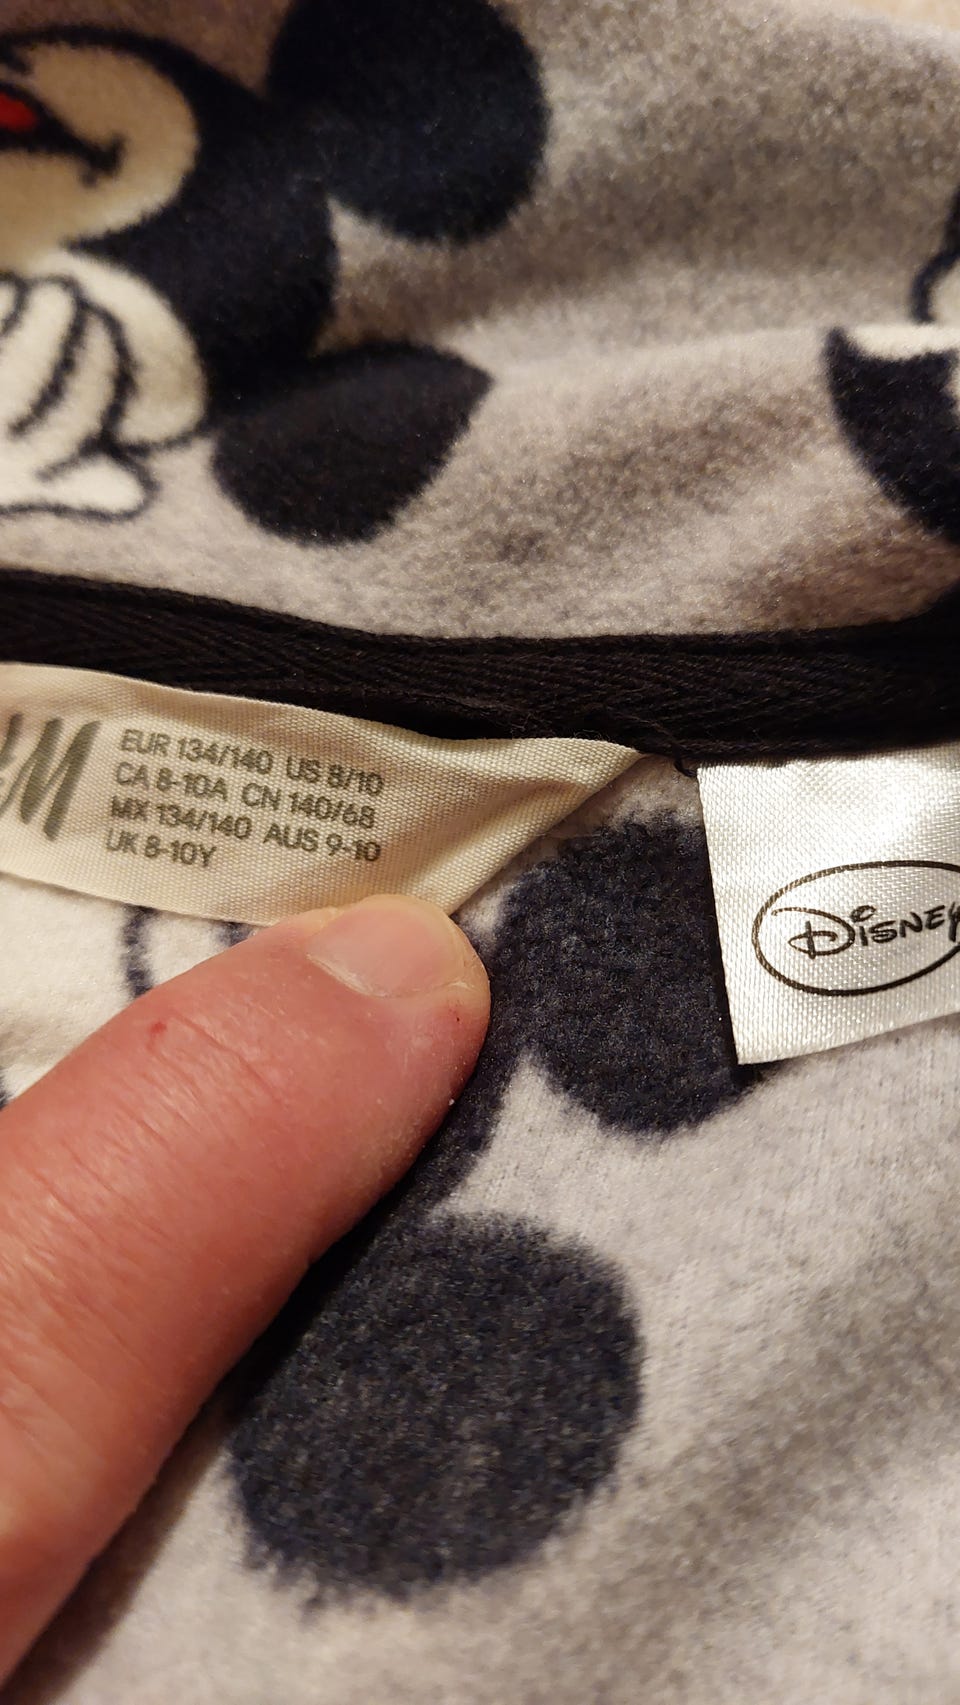 &M
EUR 134/140 US 8/10
CA 8-10A CN 140/68
MX 134/140 AUS 9-10
UK 8-10Y
Disney